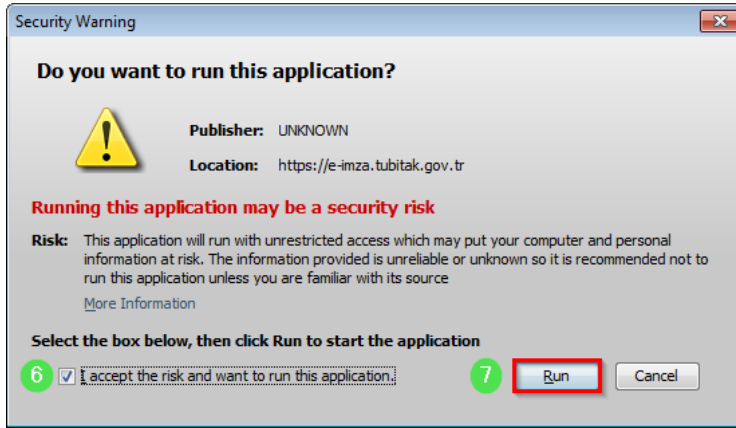 Security Warning
Do you want to run this application?
Publisher: UNKNOWN
Location: https://e-imza.tubitak.gov.tr
Running this application may be a security risk
Risk: This application will run with unrestricted access which may put your computer and personal
information at risk. The information provided is unreliable or unknown so it is recommended not to
run this application unless you are familiar with its source
More Information
Select the box below, then click Run to start the application
6 I accept the risk and want to run this application. 7 Run Cancel